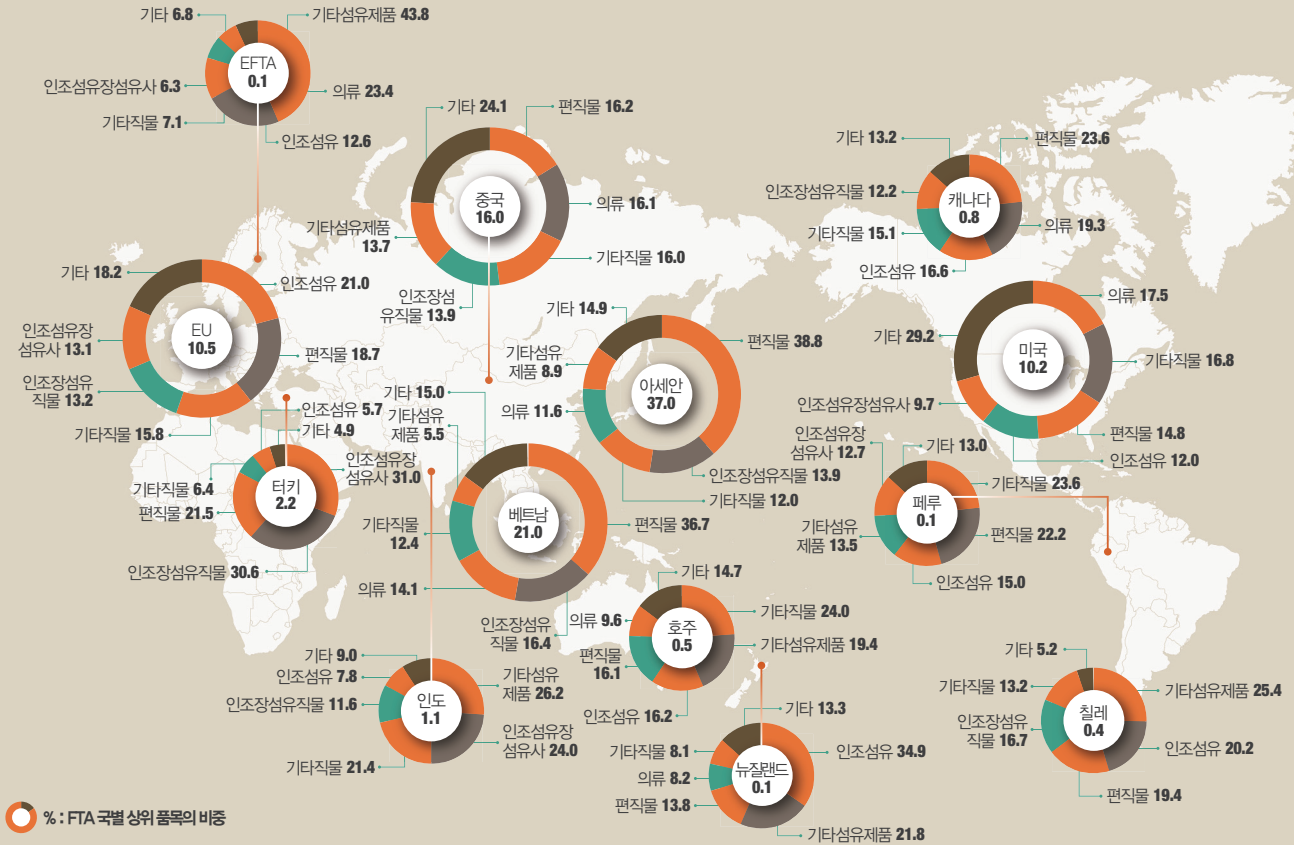 기타 6.8
기타섬유제품 43.8
EFTA
0.1
인조섬유장섬유사 6.3
의류 23.4
기타직물 7.1
인조섬유 12.6
기타 24.1
편직물 16.2
중국
16.0
의류 16.1
기타섬유제품
13.7
기타직물 16.0
인조장섬
유직물 13.9
기타 13.2
편직물 23.6
인조장섬유직물 12.2
캐나다
0.8
기타직물 15.1
의류 19.3
인조섬유 16.6
기타 18.2
인조섬유 21.0
EU
10.5
인조섬유장
섬유사 13.1
편직물 18.7
인조장섬유
직물 13.2
기타직물 15.8
기타 14.9
편직물 38.8
기타섬유
제품 8.9
아세안
37.0
의류 11.6
인조장섬유직물 13.9
기타직물 12.0
의류 17.5
기타 29.2
미국
10.2
기타직물 16.8
인조섬유장섬유사 9.7
편직물 14.8
인조섬유 12.0
인조섬유 5.7
기타 4.9
인조섬유장
섬유사 31.0
터키
2.2
기타직물 6.4
편직물 21.5
인조장섬유직물 30.6
기타 15.0
기타섬유
제품 5.5
베트남
21.0
편직물 36.7
기타직물
12.4
의류 14.1
인조장섬유
직물 16.4
인조섬유장
섬유사 12.7
기타 13.0
기타직물 23.6
페루
0.1
기타섬유
제품 13.5
편직물 22.2
인조섬유 15.0
기타 14.7
의류 9.6
기타직물 24.0
호주
0.5
기타섬유제품 19.4
편직물
16.1
인조섬유 16.2
기타 9.0
인조섬유 7.8
기타섬유
제품 26.2
인조장섬유직물 11.6
인도
1.1
인조섬유장
섬유사 24.0
기타직물 21.4
기타 13.3
기타직물 8.1
인조섬유 34.9
의류 8.2
뉴질랜드
0.1
편직물 13.8
기타섬유제품 21.8
기타 5.2
기타직물 13.2
기타섬유제품 25.4
칠레
0.4
인조장섬유
직물 16.7
인조섬유 20.2
편직물 19.4
% : FTA 국별 상위 품목의 비중